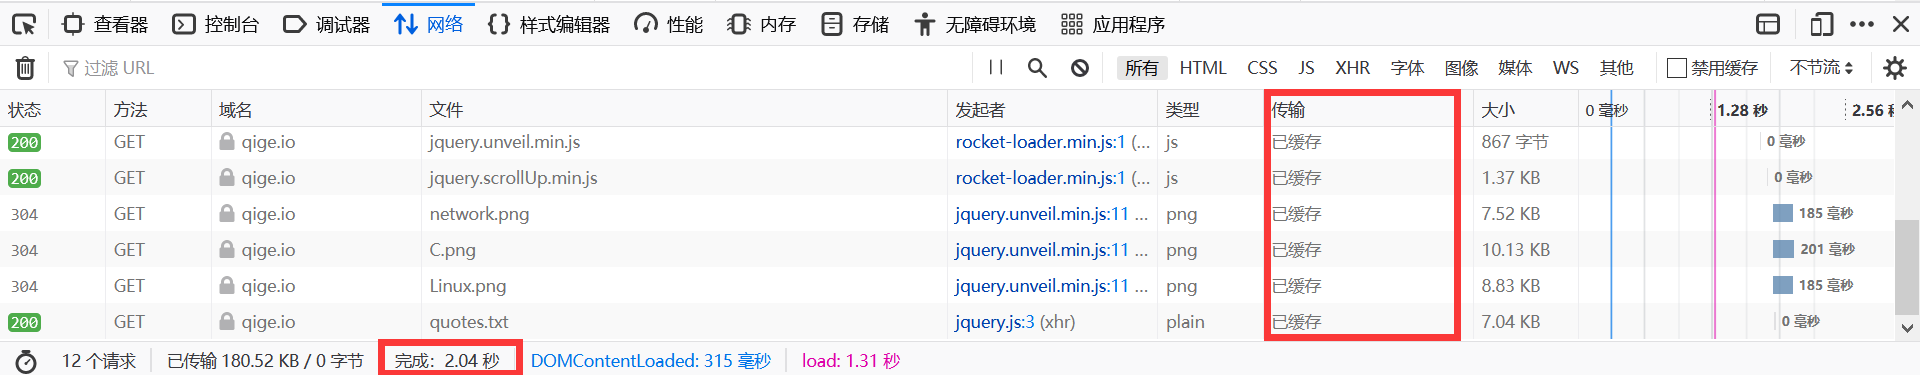 查看器 控制台 调试器 网络 样式编辑器 性能 内存 存储 无障碍环境 应用程序
过滤 URL 所有 HTML CSS JS XHR 字体 图像 媒体 WS 其他 禁用缓存 不节流
状态 方法 域名 文件 发起者 类型 传输 大小 0 毫秒 1.28 秒 2.56
200 GET qige.io jquery.unveil.min.js rocket-loader.min.js:1 (... js 已缓存 867 字节 0 毫秒
200 GET qige.io jquery.scrollUp.min.js rocket-loader.min.js:1 (... js 已缓存 1.37 KB 0 毫秒
304 GET qige.io network.png jquery.unveil.min.js:11 ... png 已缓存 7.52 KB 185 毫秒
304 GET qige.io C.png jquery.unveil.min.js:11 ... png 已缓存 10.13 KB 201 毫秒
304 GET qige.io Linux.png jquery.unveil.min.js:11 ... png 已缓存 8.83 KB 185 毫秒
200 GET qige.io quotes.txt jquery.js:3 (xhr) plain 已缓存 7.04 KB 0 毫秒
12 个请求 已传输 180.52 KB / 0 字节 完成：2.04 秒 DOMContentLoaded: 315 毫秒 load: 1.31 秒